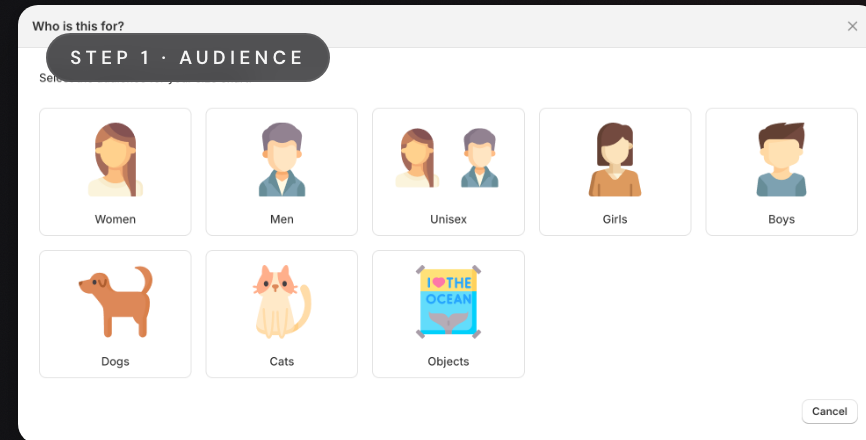 Who is this for?
STEP 1 · AUDIENCE
Women
Men
Unisex
Girls
Boys
I THE
OCEAN
Dogs
Cats
Objects
Cancel